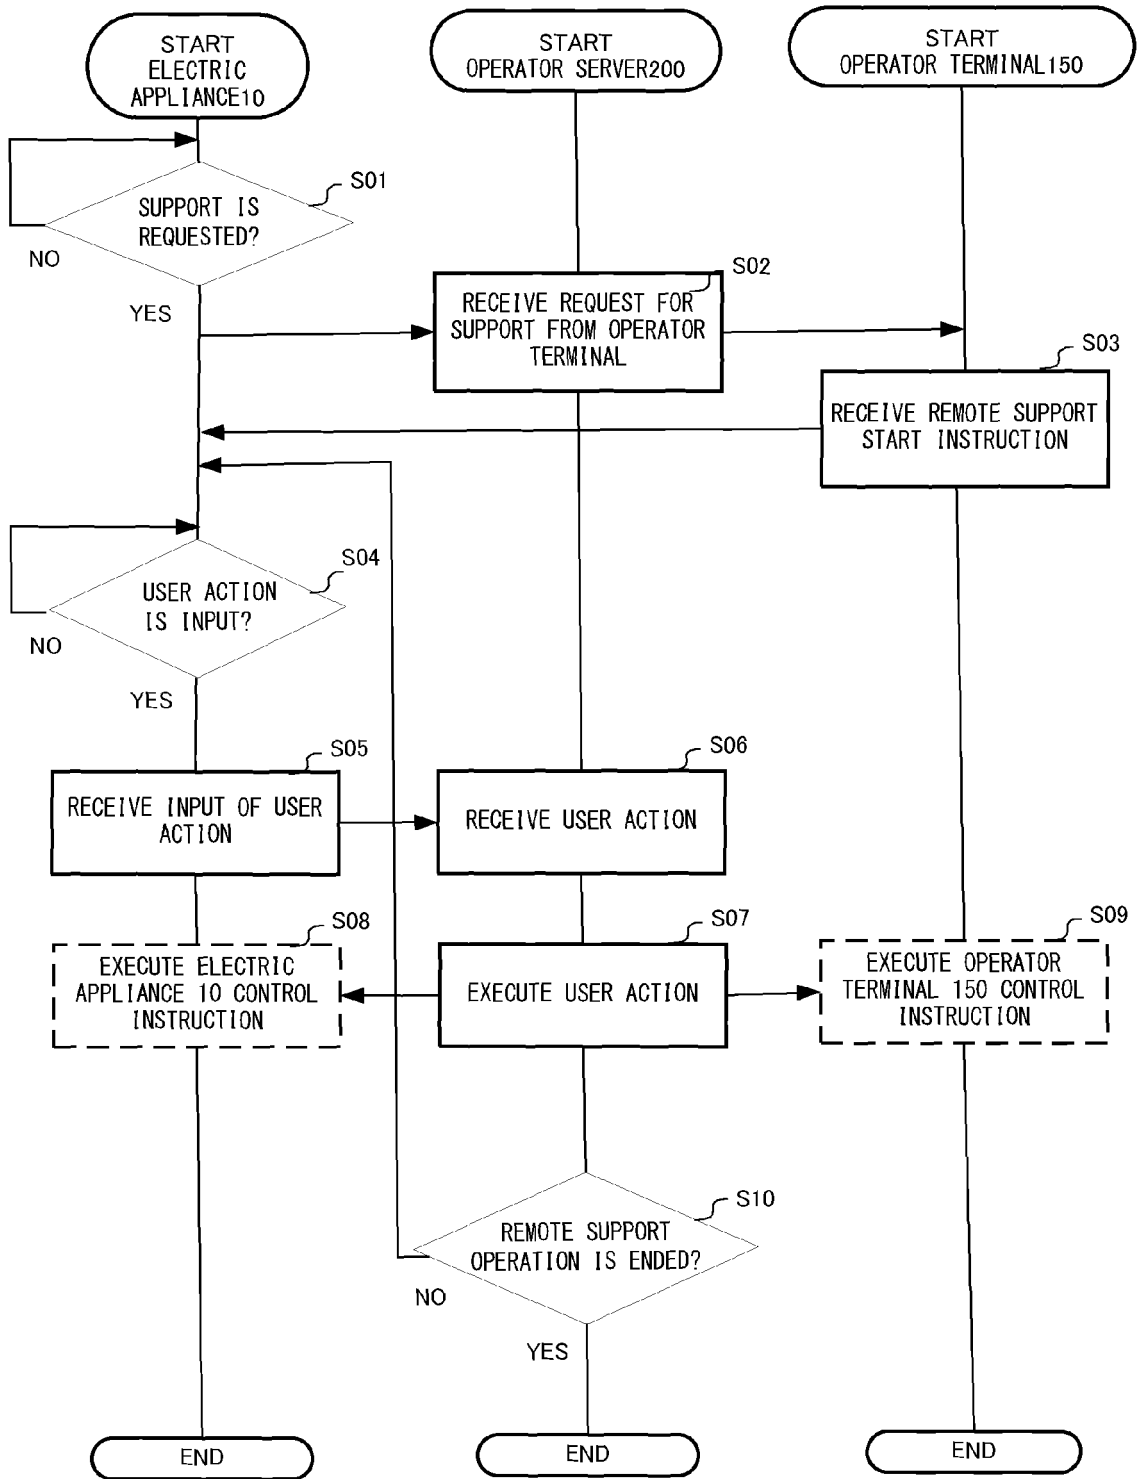 START
ELECTRIC
APPLIANCE10
START
OPERATOR SERVER200
START
OPERATOR TERMINAL150
S01
SUPPORT IS
REQUESTED?
NO
YES
S02
RECEIVE REQUEST FOR
SUPPORT FROM OPERATOR
TERMINAL
S03
RECEIVE REMOTE SUPPORT
START INSTRUCTION
S04
USER ACTION
IS INPUT?
NO
YES
S05
RECEIVE INPUT OF USER
ACTION
S06
RECEIVE USER ACTION
S08
EXECUTE ELECTRIC
APPLIANCE 10 CONTROL
INSTRUCTION
S07
EXECUTE USER ACTION
S09
EXECUTE OPERATOR
TERMINAL 150 CONTROL
INSTRUCTION
S10
REMOTE SUPPORT
OPERATION IS ENDED?
NO
YES
END
END
END